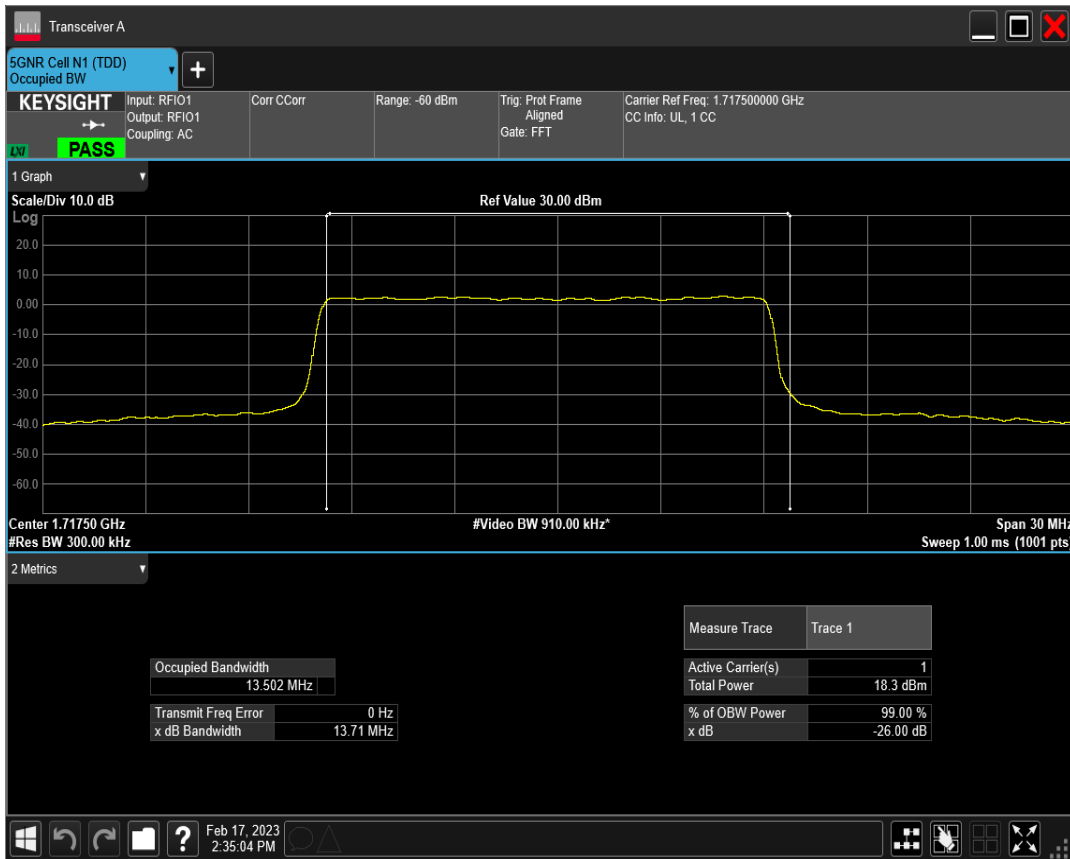 Transceiver A
5GNR Cell N1 (TDD)
Occupied BW
+
KEYSIGHT
LXI
PASS
Input: RFIO1
Output: RFIO1
Coupling: AC
Corr CCorr
Range: -60 dBm
Trig: Prot Frame
Aligned
Gate: FFT
Carrier Ref Freq: 1.717500000 GHz
CC Info: UL, 1 CC
1 Graph
Scale/Div 10.0 dB
Ref Value 30.00 dBm
Log
20.0
10.0
0.00
-10.0
-20.0
-30.0
-40.0
-50.0
-60.0
Center 1.71750 GHz
#Video BW 910.00 kHz*
Span 30 MHz
#Res BW 300.00 kHz
Sweep 1.00 ms (1001 pts)
2 Metrics
Measure Trace Trace 1
Occupied Bandwidth
13.502 MHz
Active Carrier(s) 1
Total Power 18.3 dBm
Transmit Freq Error 0 Hz
x dB Bandwidth 13.71 MHz
% of OBW Power 99.00 %
x dB -26.00 dB
?
Feb 17, 2023
2:35:04 PM